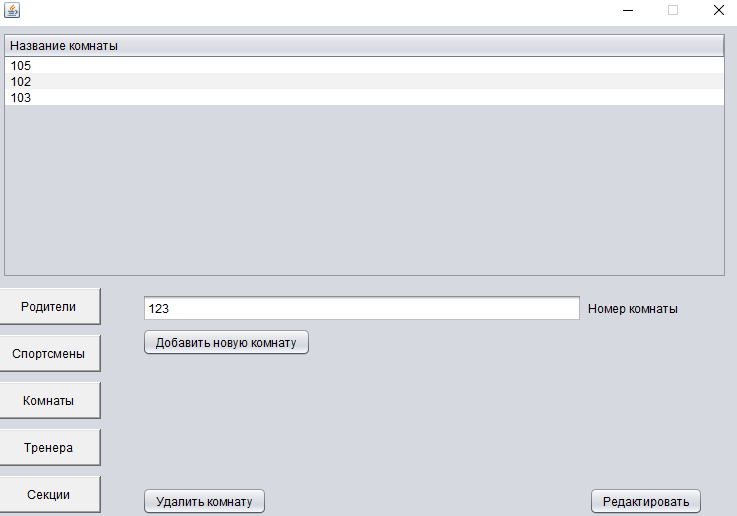 Название комнаты
105
102
103
Родители
123
Номер комнаты
Добавить новую комнату
Спортсмены
Комнаты
Тренера
Секции
Удалить комнату
Редактировать